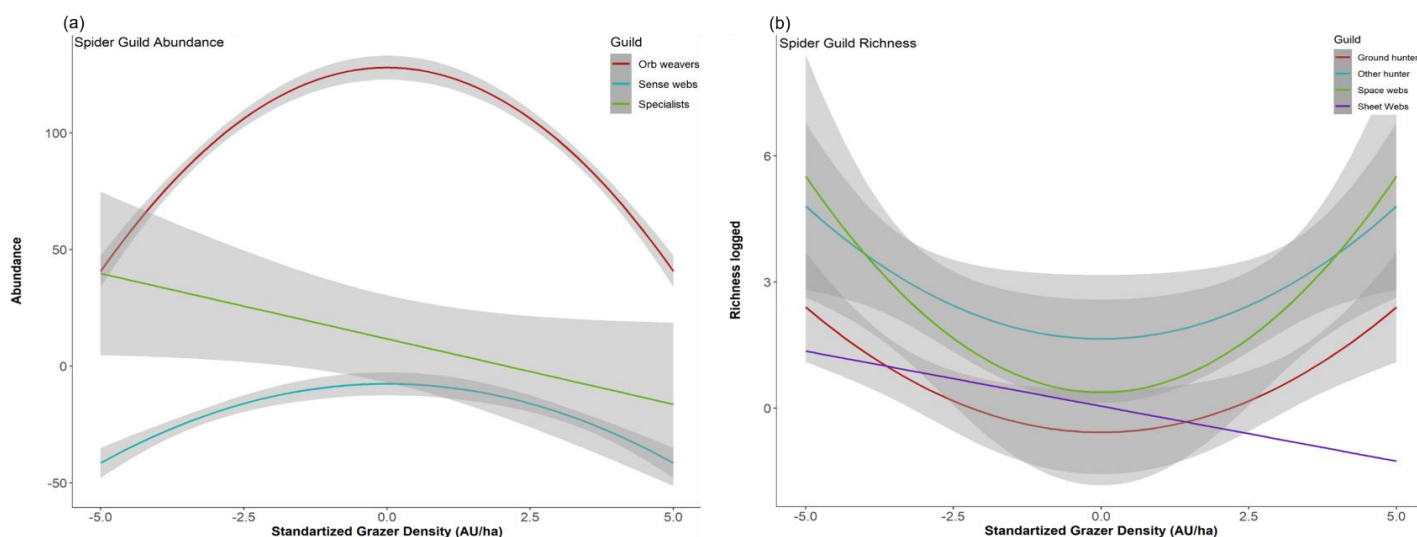 (a)
Spider Guild Abundance
Guild
Orb weavers
Sense webs
Specialists
100
50
0
-50
Abundance
-5.0 -2.5 0.0 2.5 5.0
Standartized Grazer Density (AU/ha)
(b)
Spider Guild Richness
Guild
Ground hunter
Other hunter
Space webs
Sheet Webs
6
3
0
Richness logged
-5.0 -2.5 0.0 2.5 5.0
Standartized Grazer Density (AU/ha)